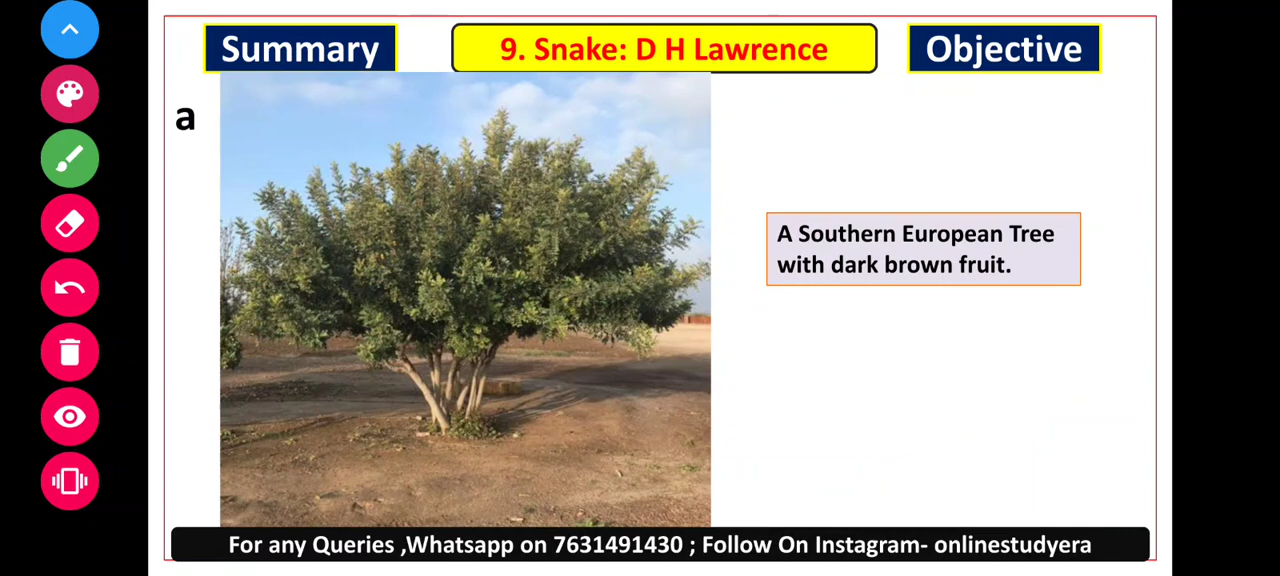 Summary
9. Snake: D H Lawrence
Objective
a
A Southern European Tree
with dark brown fruit.
For any Queries ,Whatsapp on 7631491430 ; Follow On Instagram- onlinestudyera